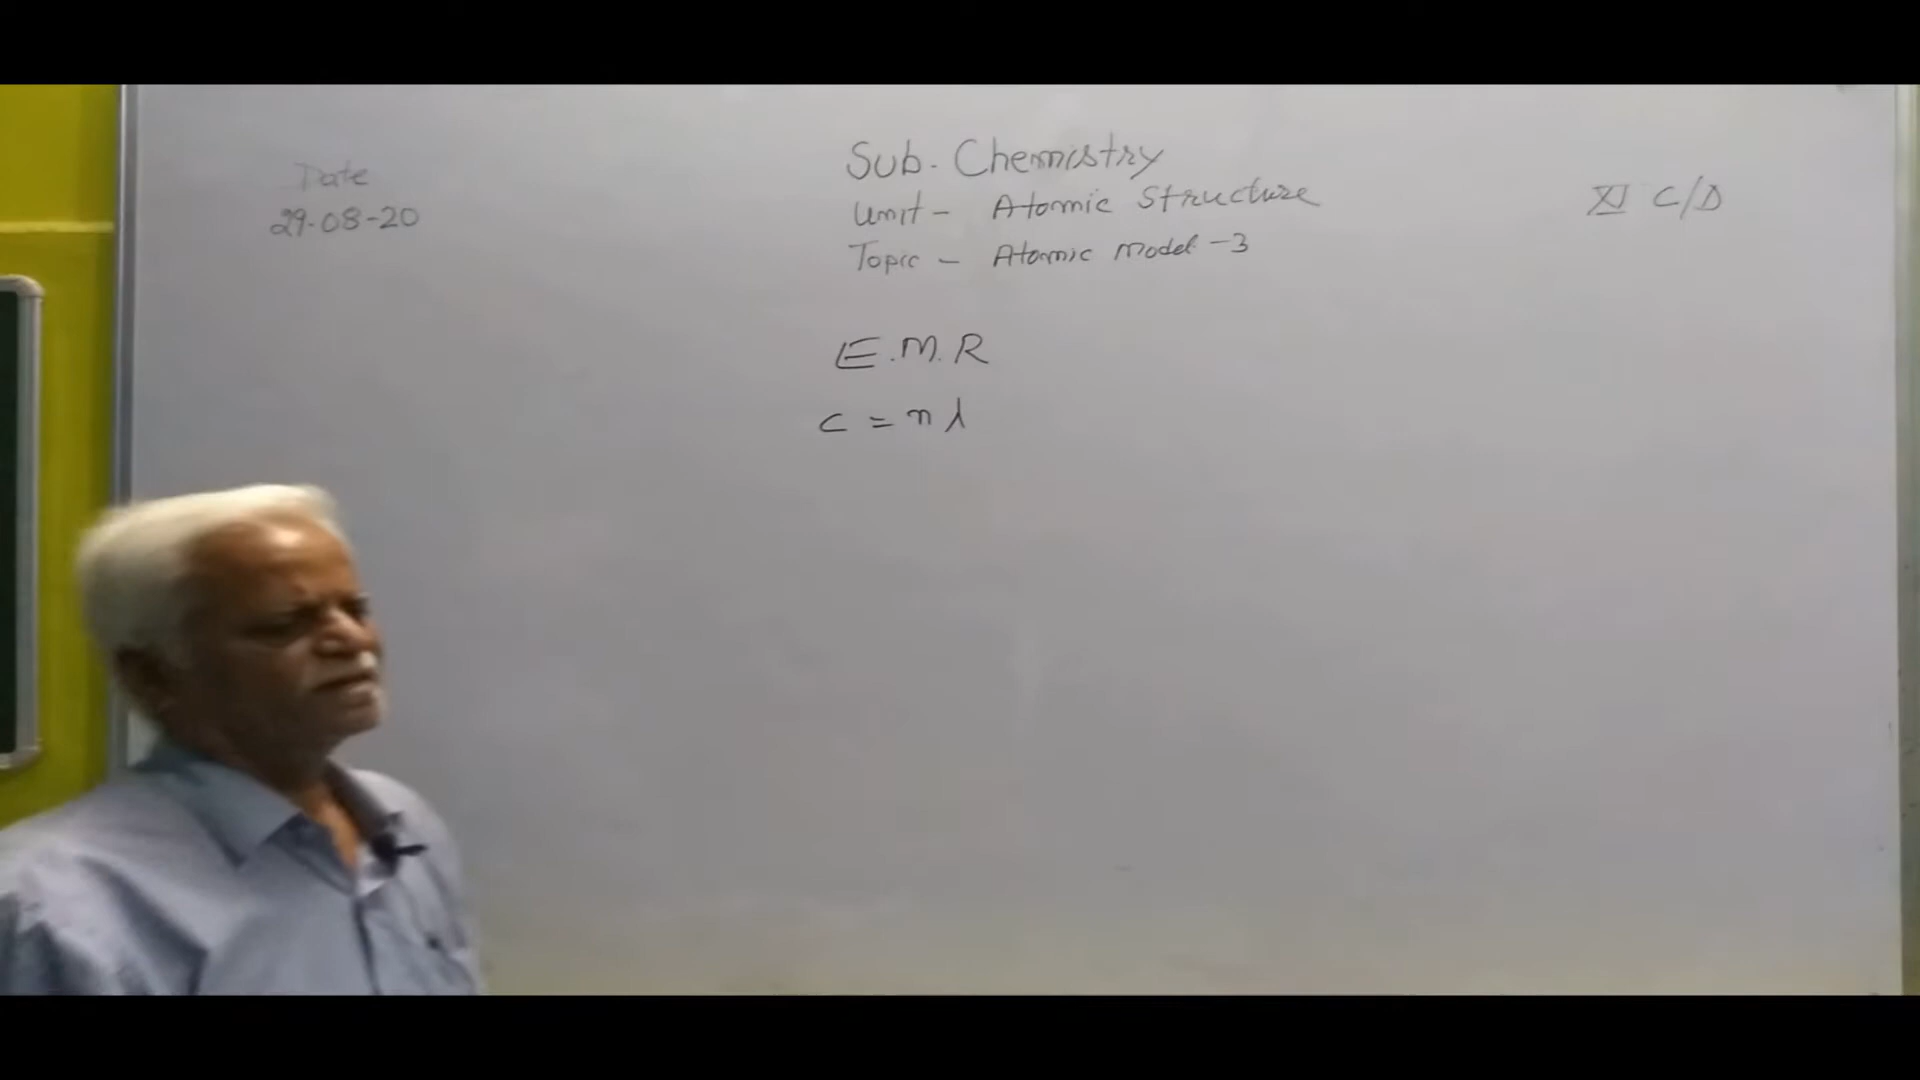 Date
29-08-20
Sub. Chemistry
Unit - Atomic Structure
Topic - Atomic Model -3
XI C/D
E.M.R
c = nλ